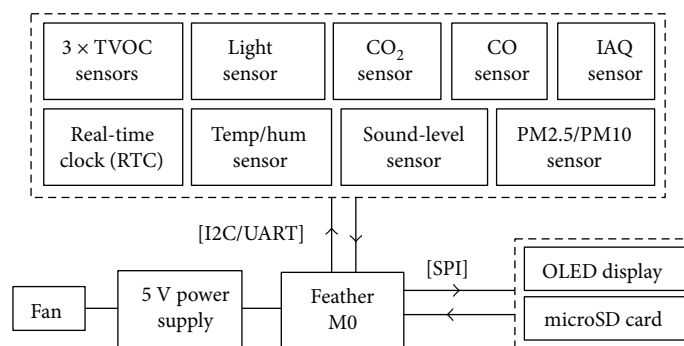 3 × TVOC
sensors
Light
sensor
CO₂
sensor
CO
sensor
IAQ
sensor
Real-time
clock (RTC)
Temp/hum
sensor
Sound-level
sensor
PM2.5/PM10
sensor
[I2C/UART]
[SPI]
Fan
5 V power
supply
Feather
M0
OLED display
microSD card